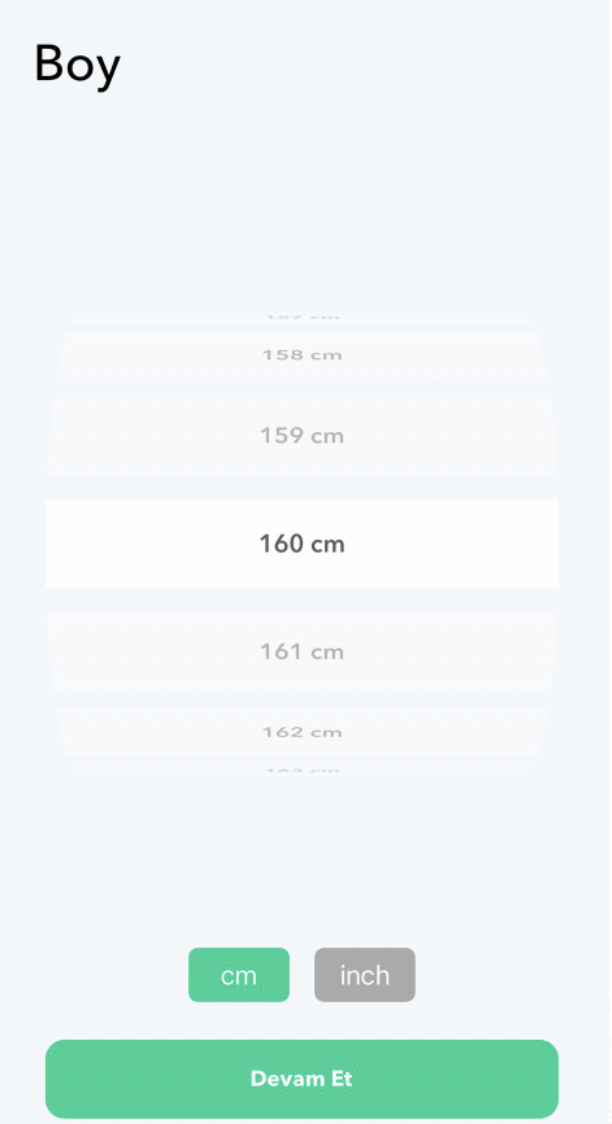 Boy
158 cm
159 cm
160 cm
161 cm
162 cm
cm
inch
Devam Et